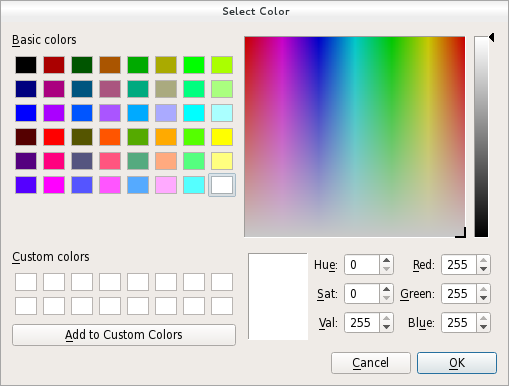 Select Color
Basic colors
Custom colors
Add to Custom Colors
Hue: 0 Red: 255
Sat: 0 Green: 255
Val: 255 Blue: 255
Cancel OK